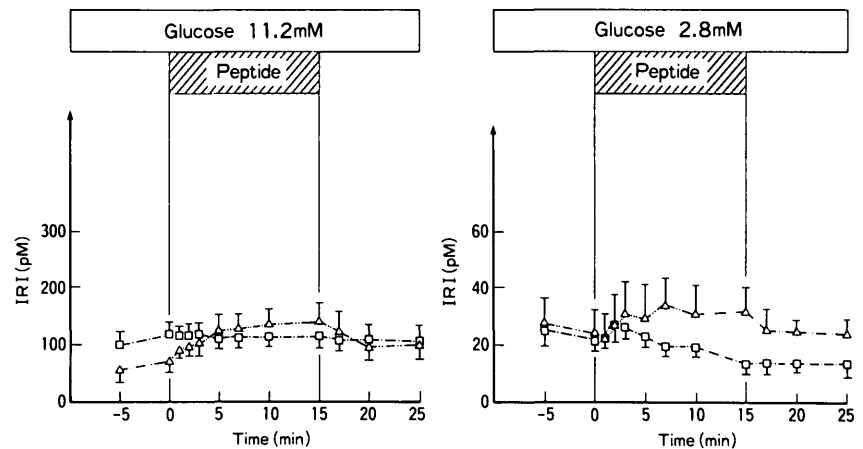 Glucose 11.2mM
Peptide
IRI (pM)
300
200
100
0
-5 0 5 10 15 20 25
Time (min)
Glucose 2.8mM
Peptide
IRI (pM)
60
40
20
0
-5 0 5 10 15 20 25
Time (min)